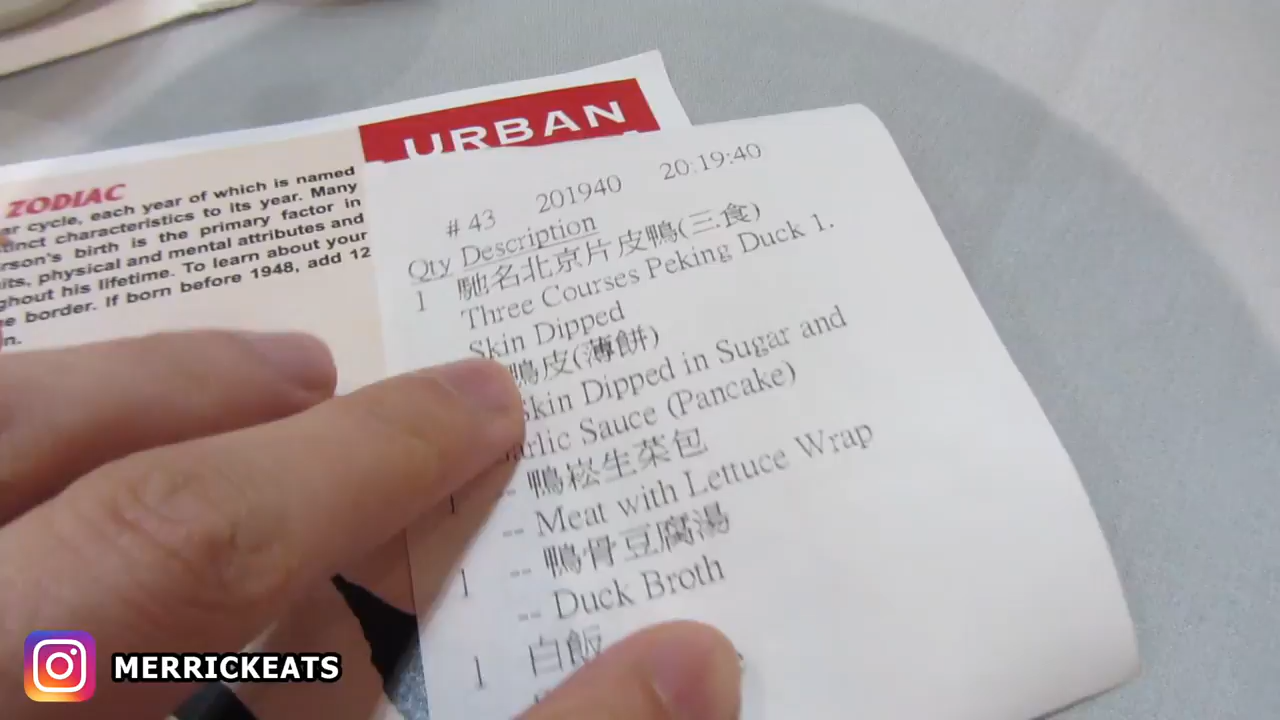 URBAN
ZODIAC
ar cycle, each year of which is named
tinct characteristics to its year. Many
rson's birth is the primary factor in
its, physical and mental attributes and
ghout his lifetime. To learn about your
e border. If born before 1948, add 12
n.
# 43 201940 20:19:40
Qty Description
1 馳名北京片皮鴨(三食)
Three Courses Peking Duck 1.
Skin Dipped
鴨皮(薄餅)
Skin Dipped in Sugar and
arlic Sauce (Pancake)
1 -- 鴨崧生菜包
-- Meat with Lettuce Wrap
1 -- 鴨骨豆腐湯
-- Duck Broth
1 白飯
MERRICKEATS